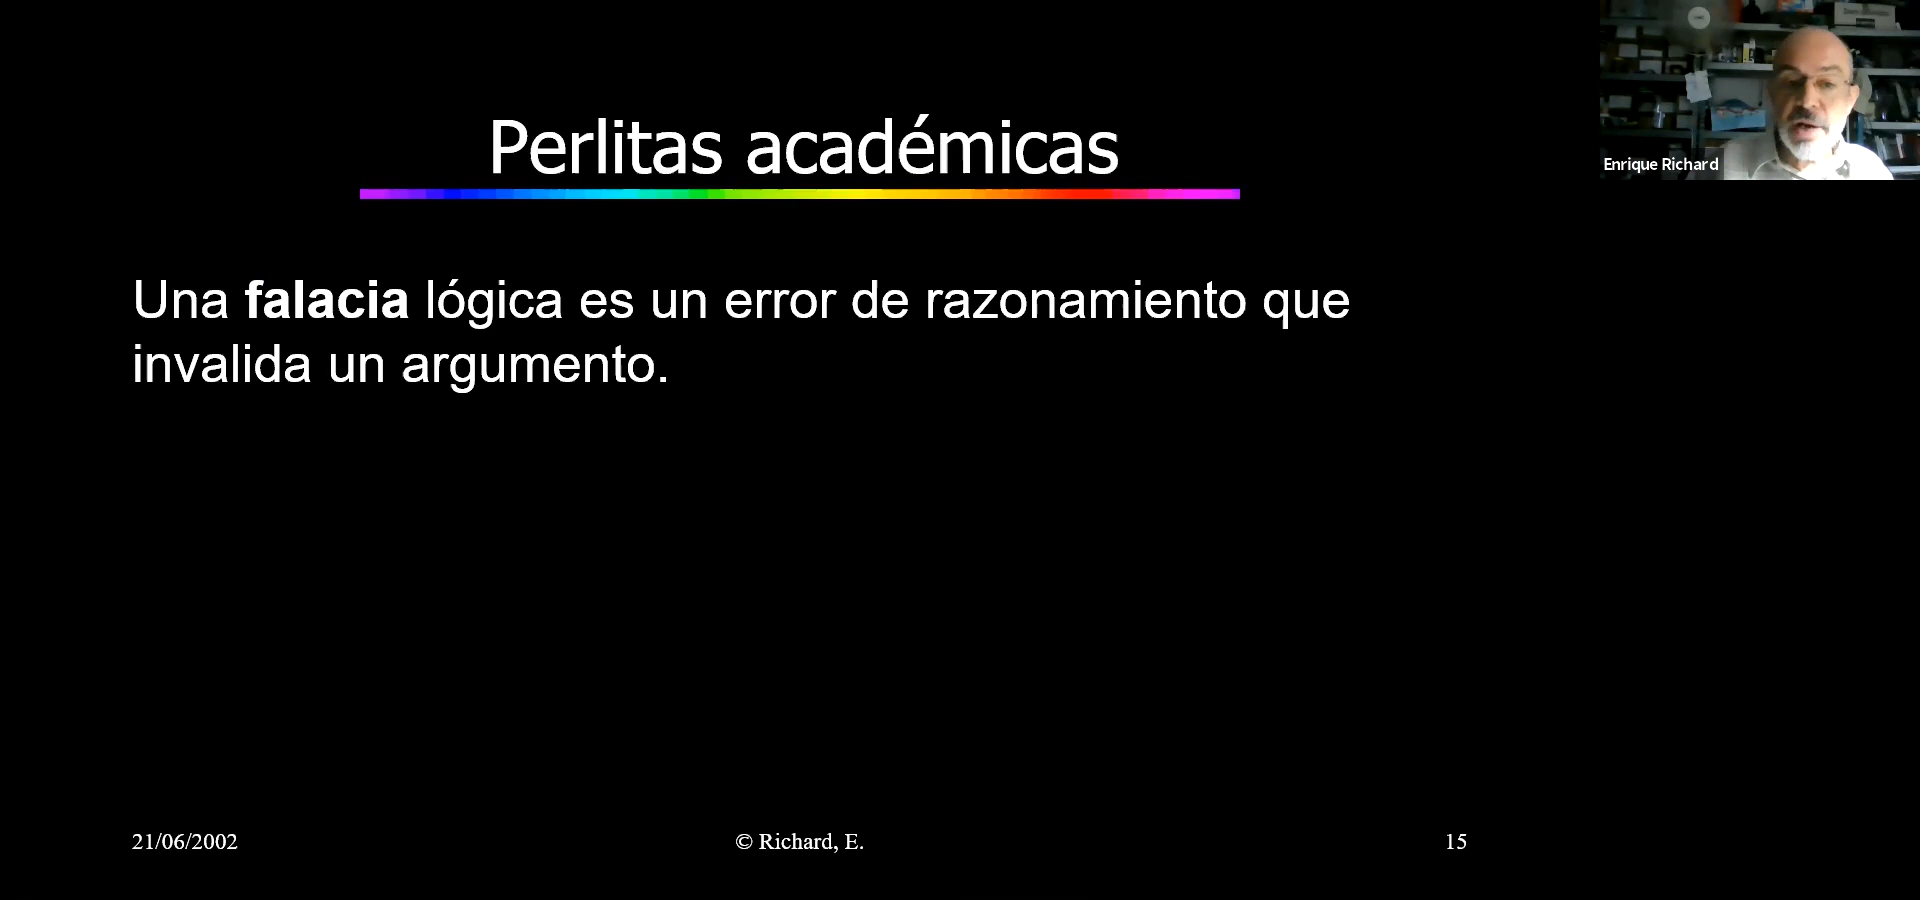 Perlitas académicas
Enrique Richard
Una falacia lógica es un error de razonamiento que
invalida un argumento.
21/06/2002
© Richard, E.
15